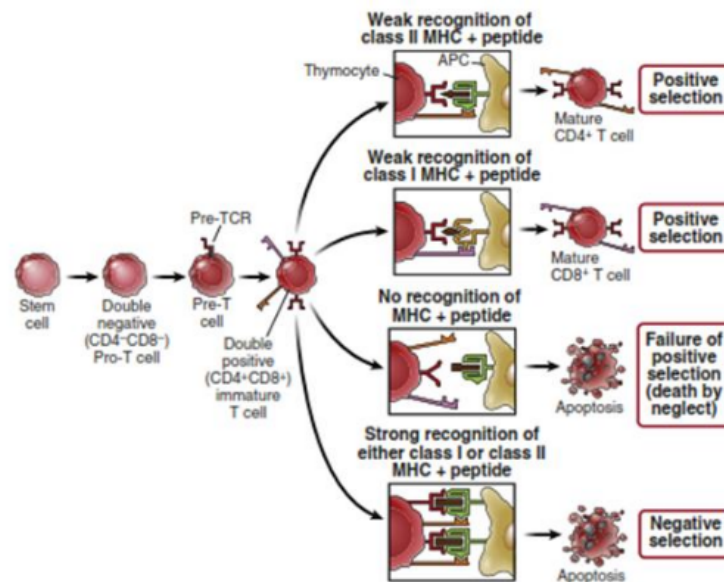 Weak recognition of
class II MHC + peptide
Thymocyte
APC
Mature
CD4⁺ T cell
Positive
selection
Weak recognition of
class I MHC + peptide
Mature
CD8⁺ T cell
Positive
selection
Pre-TCR
Stem
cell
Double
negative
(CD4⁻CD8⁻)
Pro-T cell
Pre-T
cell
Double
positive
(CD4⁺CD8⁺)
immature
T cell
No recognition of
MHC + peptide
Apoptosis
Failure of
positive
selection
(death by
neglect)
Strong recognition of
either class I or class II
MHC + peptide
Apoptosis
Negative
selection